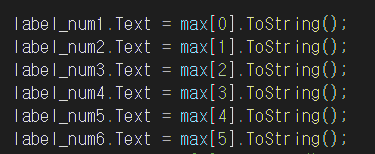 label_num1.Text = max[0].ToString();
label_num2.Text = max[1].ToString();
label_num3.Text = max[2].ToString();
label_num4.Text = max[3].ToString();
label_num5.Text = max[4].ToString();
label_num6.Text = max[5].ToString();